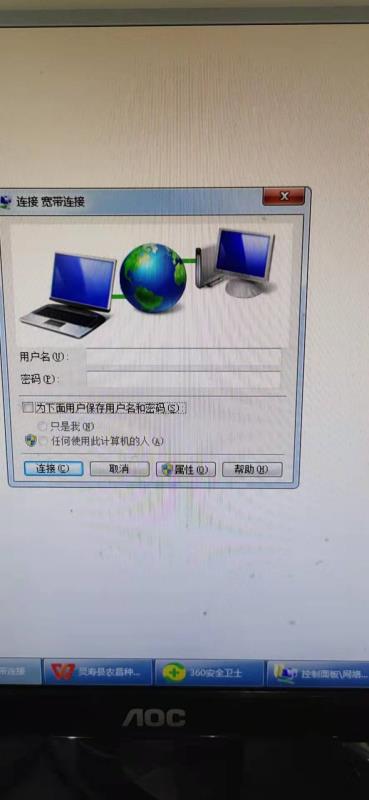 连接 宽带连接
用户名(U):
密码(P):
为下面用户保存用户名和密码(S):
只是我(N)
任何使用此计算机的人(A)
连接(C) 取消 属性(O) 帮助(H)
带连接 灵寿县农昌种... 360安全卫士 控制面板\网络...
AOC